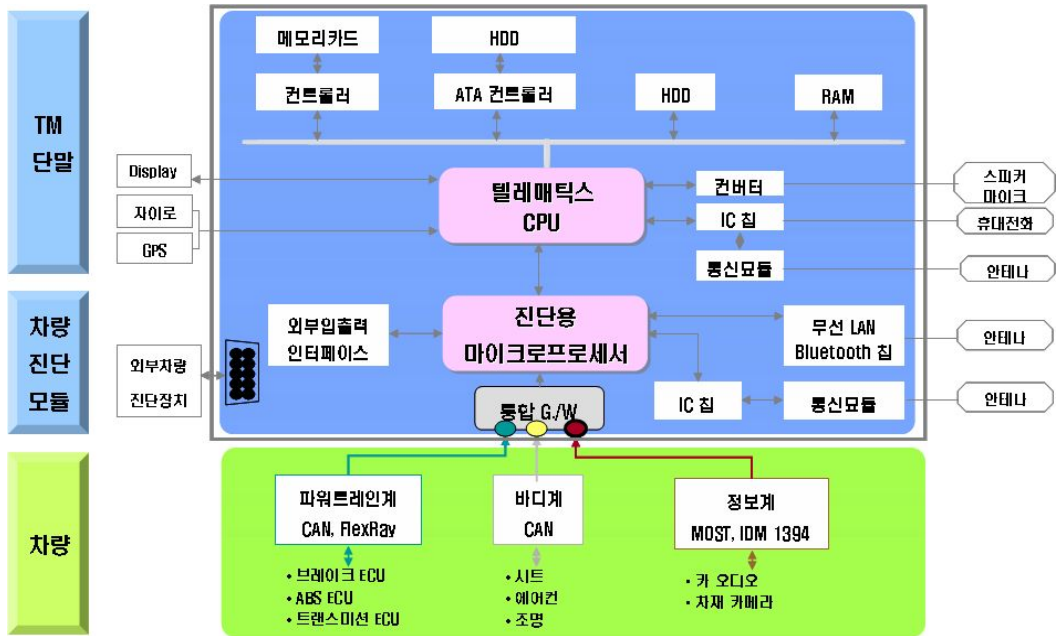 TM
단말
메모리카드
HDD
컨트롤러
ATA 컨트롤러
HDD
RAM
Display
자이로
GPS
텔레매틱스
CPU
컨버터
IC 칩
통신모듈
스피커
마이크
휴대전화
안테나
차량
진단
모듈
외부차량
진단장치
외부입출력
인터페이스
진단용
마이크로프로세서
무선 LAN
Bluetooth 칩
안테나
통합 G./W
IC 칩
통신모듈
안테나
차량
파워트레인계
CAN, FlexRay
바디계
CAN
정보계
MOST, IDM 1394
• 브레이크 ECU
• ABS ECU
• 트랜스미션 ECU
• 시트
• 에어컨
• 조명
• 카 오디오
• 차재 카메라